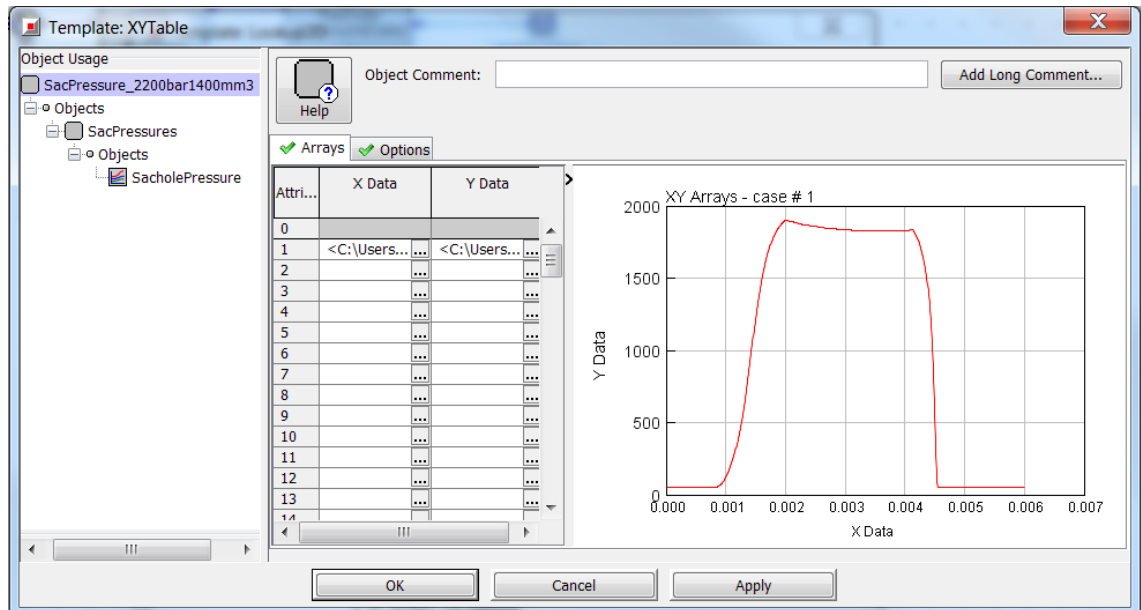 Template: XYTable
X
Object Usage
SacPressure_2200bar1400mm3
Objects
SacPressures
Objects
SacholePressure
Help
Object Comment:
Add Long Comment...
Arrays
Options
Attri...
X Data
Y Data
0
1 <C:\Users... ... <C:\Users... ...
2 ... ...
3 ... ...
4 ... ...
5 ... ...
6 ... ...
7 ... ...
8 ... ...
9 ... ...
10 ... ...
11 ... ...
12 ... ...
13 ... ...
14
XY Arrays - case # 1
2000
1500
1000
500
0
Y Data
0.000 0.001 0.002 0.003 0.004 0.005 0.006 0.007
X Data
OK
Cancel
Apply